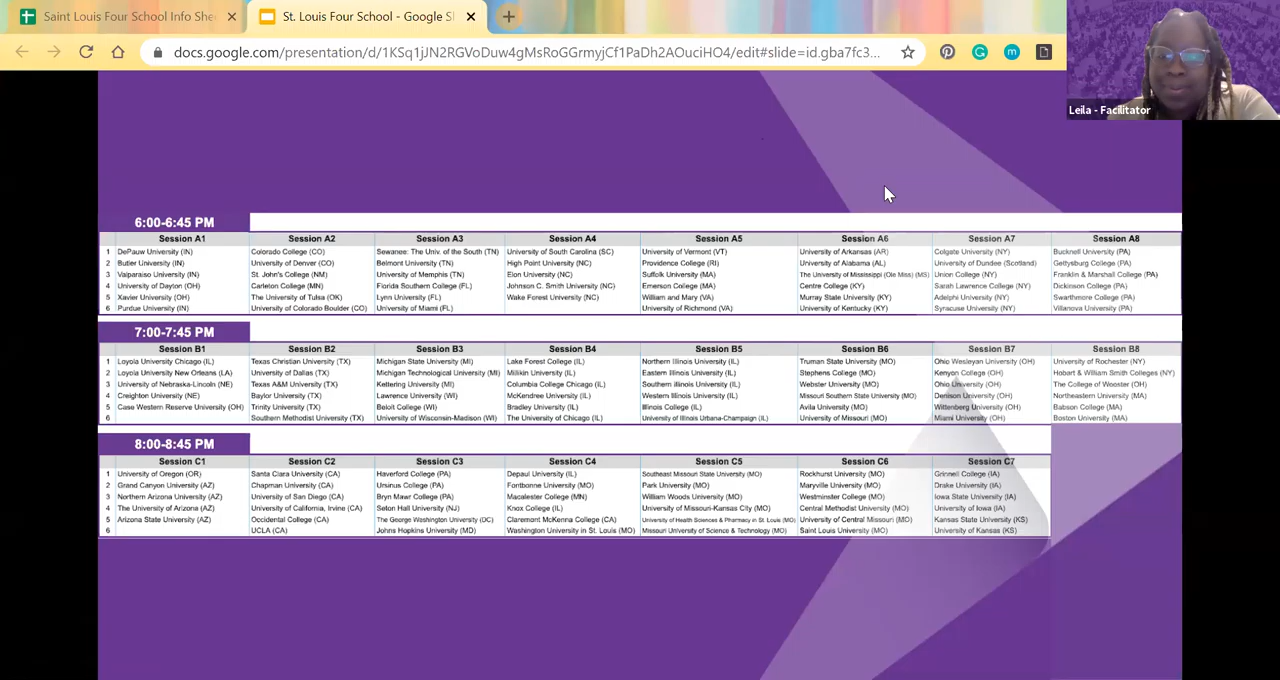 Saint Louis Four School Info She
St. Louis Four School - Google Sl
docs.google.com/presentation/d/1KSq1jJN2RGVoDuw4gMsRoGGrmyjCf1PaDh2AOuciHO4/edit#slide=id.gba7fc3...
Leila - Facilitator
6:00-6:45 PM
Session A1 Session A2 Session A3 Session A4 Session A5 Session A6 Session A7 Session A8
1 DePauw University (IN) Colorado College (CO) Sewanee: The Univ. of the South (TN) University of South Carolina (SC) University of Vermont (VT) University of Arkansas (AR) Colgate University (NY) Bucknell University (PA)
2 Butler University (IN) University of Denver (CO) Belmont University (TN) High Point University (NC) Providence College (RI) University of Alabama (AL) University of Dundee (Scotland) Gettysburg College (PA)
3 Valparaiso University (IN) St. John's College (NM) University of Memphis (TN) Elon University (NC) Suffolk University (MA) The University of Mississippi (Ole Miss) (MS) Union College (NY) Franklin & Marshall College (PA)
4 University of Dayton (OH) Carleton College (MN) Florida Southern College (FL) Johnson C. Smith University (NC) Emerson College (MA) Centre College (KY) Sarah Lawrence College (NY) Dickinson College (PA)
5 Xavier University (OH) The University of Tulsa (OK) Lynn University (FL) Wake Forest University (NC) William and Mary (VA) Murray State University (KY) Adelphi University (NY) Swarthmore College (PA)
6 Purdue University (IN) University of Colorado Boulder (CO) University of Miami (FL) University of Richmond (VA) University of Kentucky (KY) Syracuse University (NY) Villanova University (PA)
7:00-7:45 PM
Session B1 Session B2 Session B3 Session B4 Session B5 Session B6 Session B7 Session B8
1 Loyola University Chicago (IL) Texas Christian University (TX) Michigan State University (MI) Lake Forest College (IL) Northern Illinois University (IL) Truman State University (MO) Ohio Wesleyan University (OH) University of Rochester (NY)
2 Loyola University New Orleans (LA) University of Dallas (TX) Michigan Technological University (MI) Millikin University (IL) Eastern Illinois University (IL) Stephens College (MO) Kenyon College (OH) Hobart & William Smith Colleges (NY)
3 University of Nebraska-Lincoln (NE) Texas A&M University (TX) Kettering University (MI) Columbia College Chicago (IL) Southern illinois University (IL) Webster University (MO) Ohio University (OH) The College of Wooster (OH)
4 Creighton University (NE) Baylor University (TX) Lawrence University (WI) McKendree University (IL) Western Illinois University (IL) Missouri Southern State University (MO) Denison University (OH) Northeastern University (MA)
5 Case Western Reserve University (OH) Trinity University (TX) Beloit College (WI) Bradley University (IL) Illinois College (IL) Avila University (MO) Wittenberg University (OH) Babson College (MA)
6 Southern Methodist University (TX) University of Wisconsin-Madison (WI) The University of Chicago (IL) University of Illinois Urbana-Champaign (IL) University of Missouri (MO) Miami University (OH) Boston University (MA)
8:00-8:45 PM
Session C1 Session C2 Session C3 Session C4 Session C5 Session C6 Session C7
1 University of Oregon (OR) Santa Clara University (CA) Haverford College (PA) Depaul University (IL) Southeast Missouri State University (MO) Rockhurst University (MO) Grinnell College (IA)
2 Grand Canyon University (AZ) Chapman University (CA) Ursinus College (PA) Fontbonne University (MO) Park University (MO) Maryville University (MO) Drake University (IA)
3 Northern Arizona University (AZ) University of San Diego (CA) Bryn Mawr College (PA) Macalester College (MN) William Woods University (MO) Westminster College (MO) Iowa State University (IA)
4 The University of Arizona (AZ) University of California, Irvine (CA) Seton Hall University (NJ) Knox College (IL) University of Missouri-Kansas City (MO) Central Methodist University (MO) University of Iowa (IA)
5 Arizona State University (AZ) Occidental College (CA) The George Washington University (DC) Claremont McKenna College (CA) University of Health Sciences & Pharmacy in St. Louis (MO) University of Central Missouri (MO) Kansas State University (KS)
6 UCLA (CA) Johns Hopkins University (MD) Washington University in St. Louis (MO) Missouri University of Science & Technology (MO) Saint Louis University (MO) University of Kansas (KS)